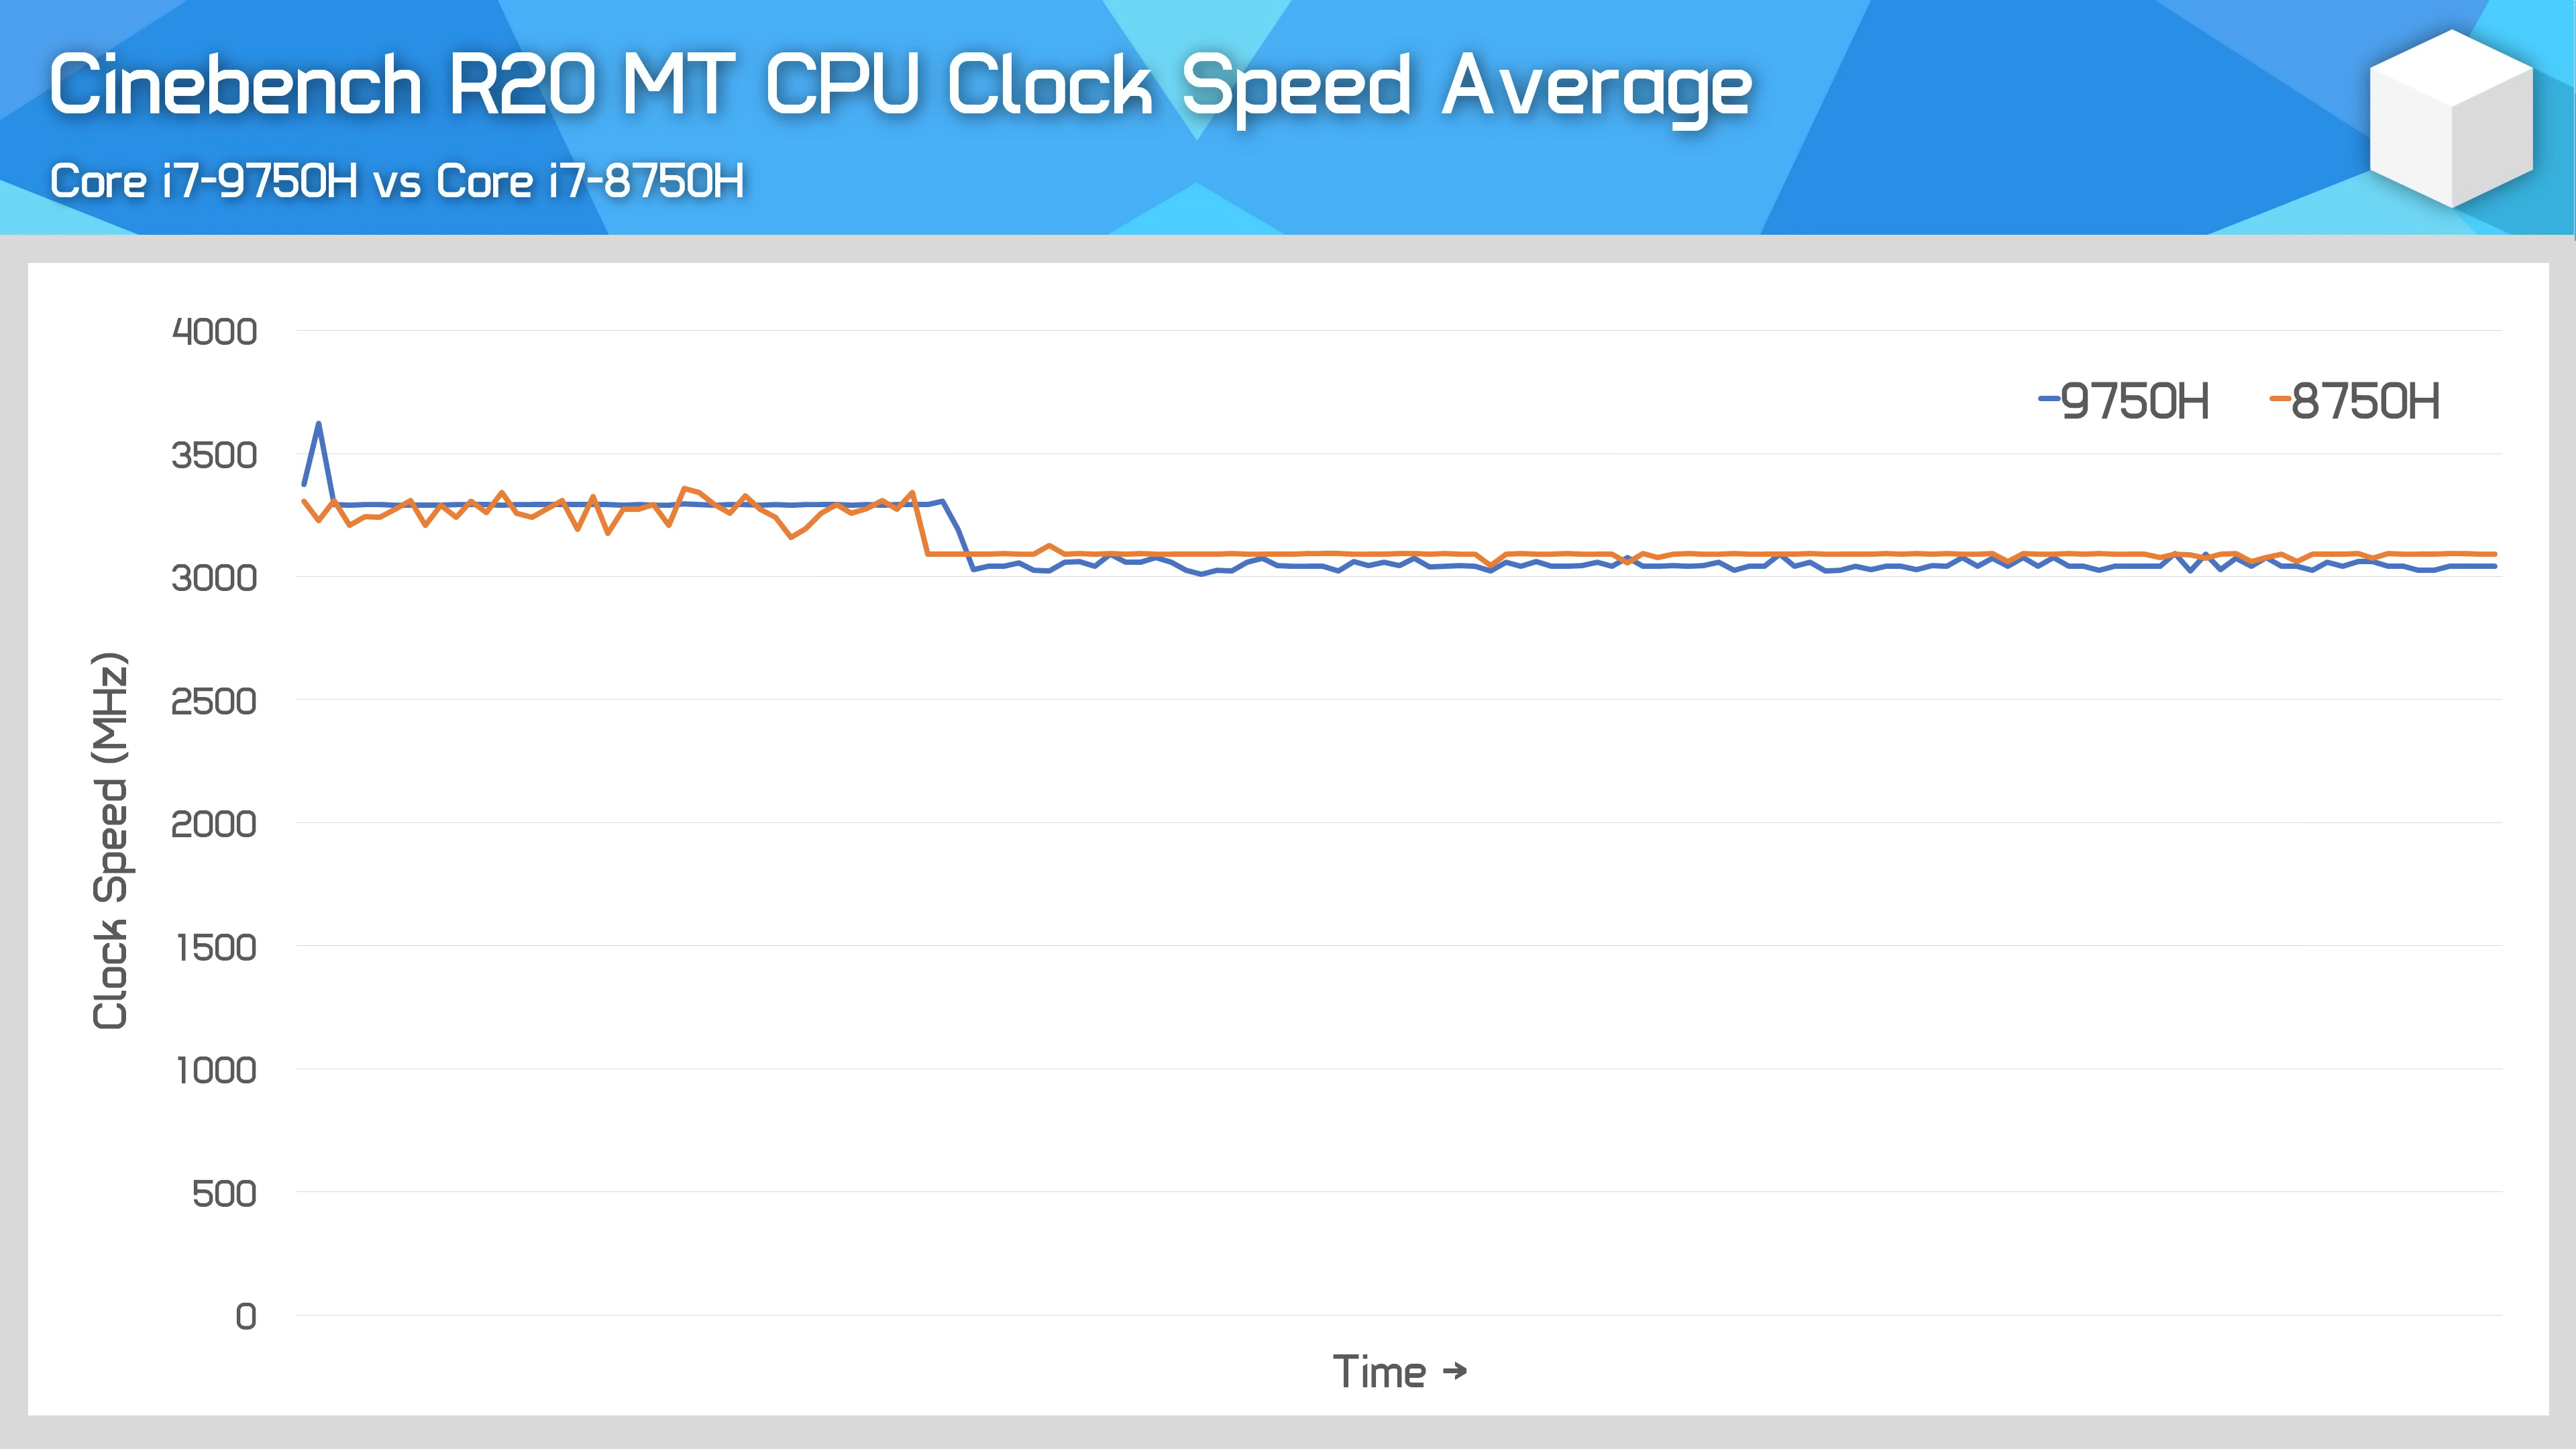 Cinebench R20 MT CPU Clock Speed Average
Core i7-9750H vs Core i7-8750H
4000
9750H 8750H
3500
3000
2500
2000
1500
1000
500
0
Clock Speed (MHz)
Time →